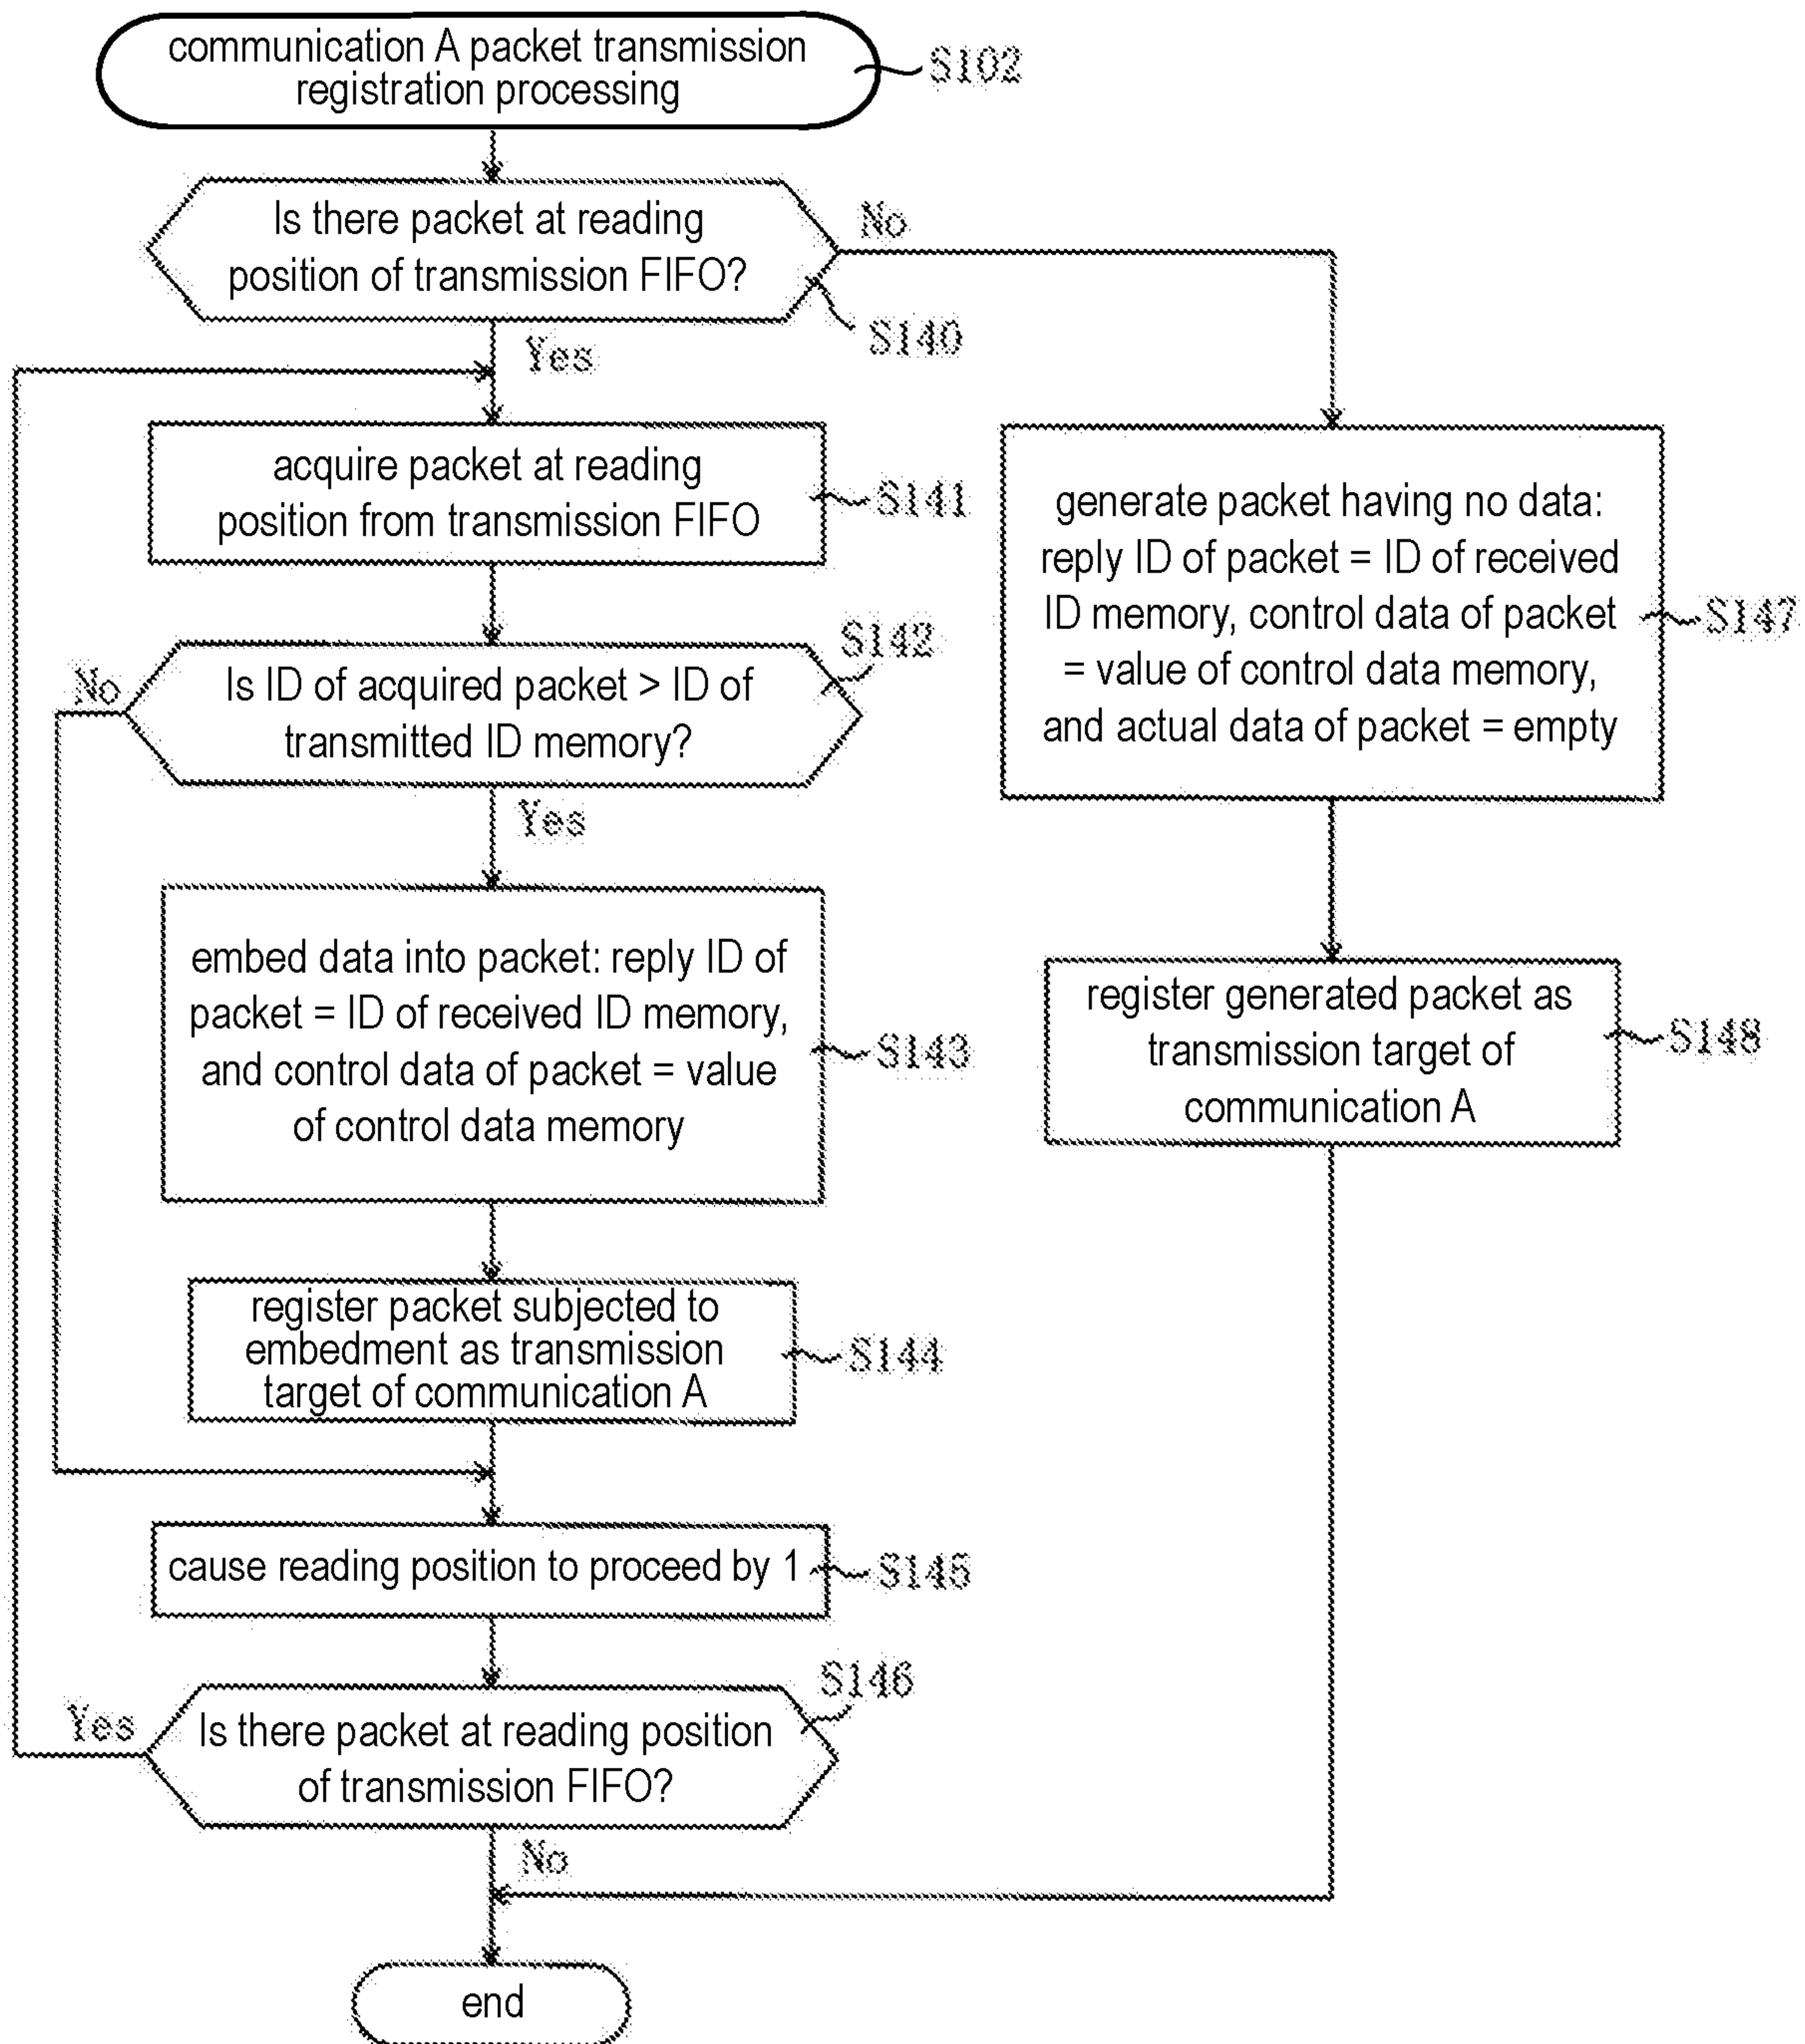 communication A packet transmission
registration processing
S102
Is there packet at reading
position of transmission FIFO?
No
S140
Yes
acquire packet at reading
position from transmission FIFO
S141
generate packet having no data:
reply ID of packet = ID of received
ID memory, control data of packet
= value of control data memory,
and actual data of packet = empty
S147
S142
No
Is ID of acquired packet > ID of
transmitted ID memory?
Yes
embed data into packet: reply ID of
packet = ID of received ID memory,
and control data of packet = value
of control data memory
S143
register generated packet as
transmission target of
communication A
S148
register packet subjected to
embedment as transmission
target of communication A
S144
cause reading position to proceed by 1
S145
S146
Yes
Is there packet at reading position
of transmission FIFO?
No
end